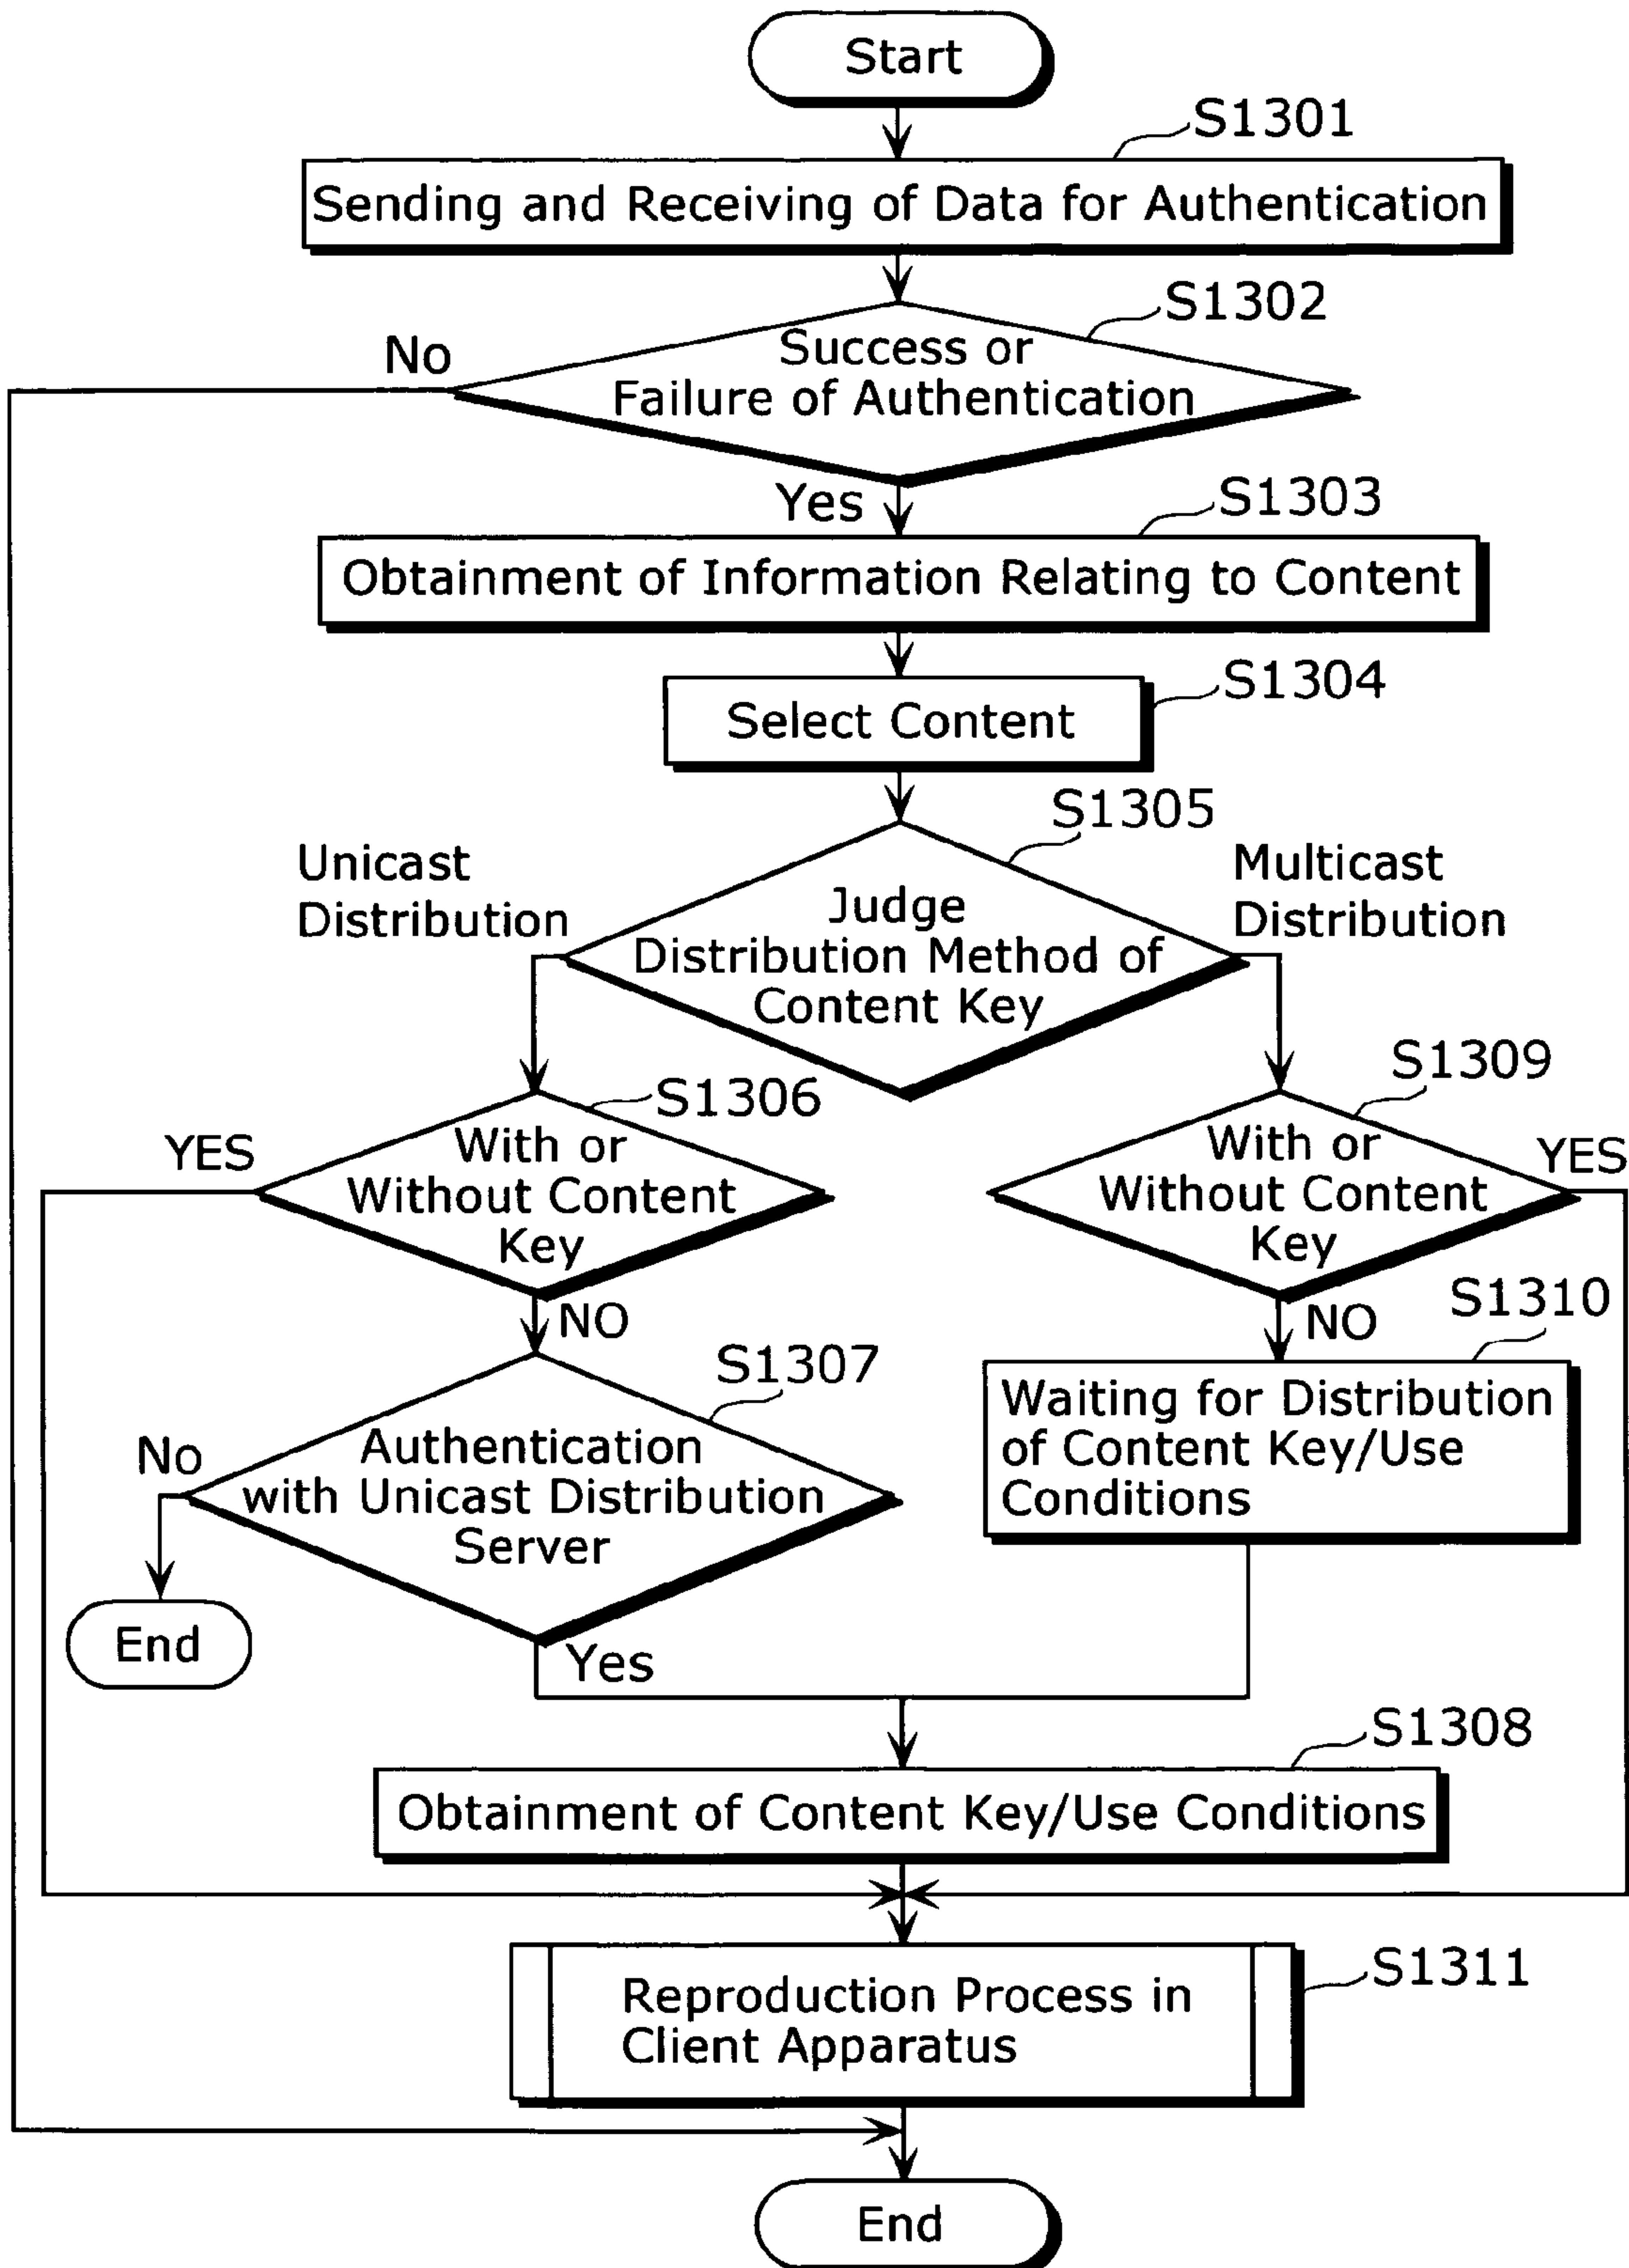 Start
S1301
Sending and Receiving of Data for Authentication
S1302
No
Success or
Failure of Authentication
Yes
S1303
Obtainment of Information Relating to Content
S1304
Select Content
S1305
Unicast
Distribution
Multicast
Distribution
Judge
Distribution Method of
Content Key
S1306
S1309
YES
With or
Without Content
Key
With or
Without Content
Key
YES
NO
NO
S1310
S1307
Waiting for Distribution
of Content Key/Use
Conditions
No
Authentication
with Unicast Distribution
Server
End
Yes
S1308
Obtainment of Content Key/Use Conditions
S1311
Reproduction Process in
Client Apparatus
End